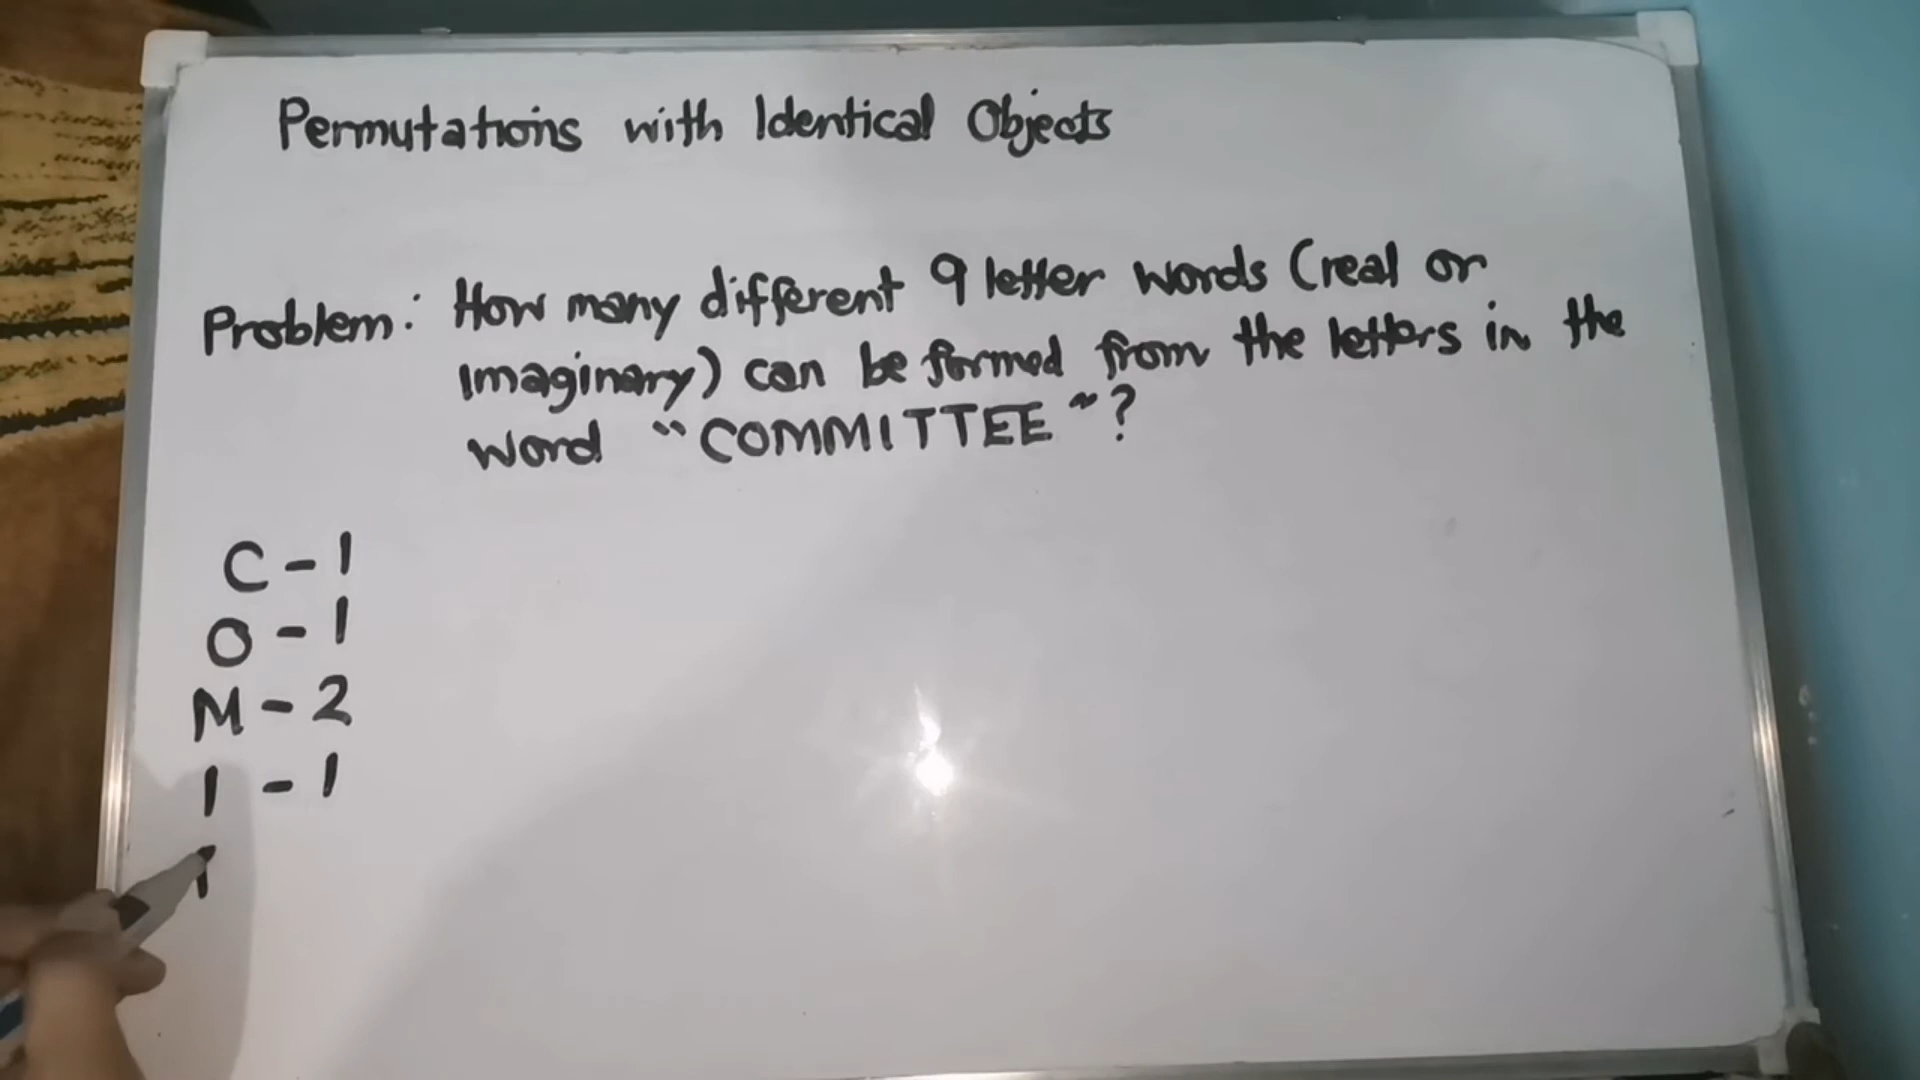 Permutations with Identical Objects
Problem: How many different 9 letter words (real or
imaginary) can be formed from the letters in the
word "COMMITTEE"?
C - 1
O - 1
M - 2
I - 1